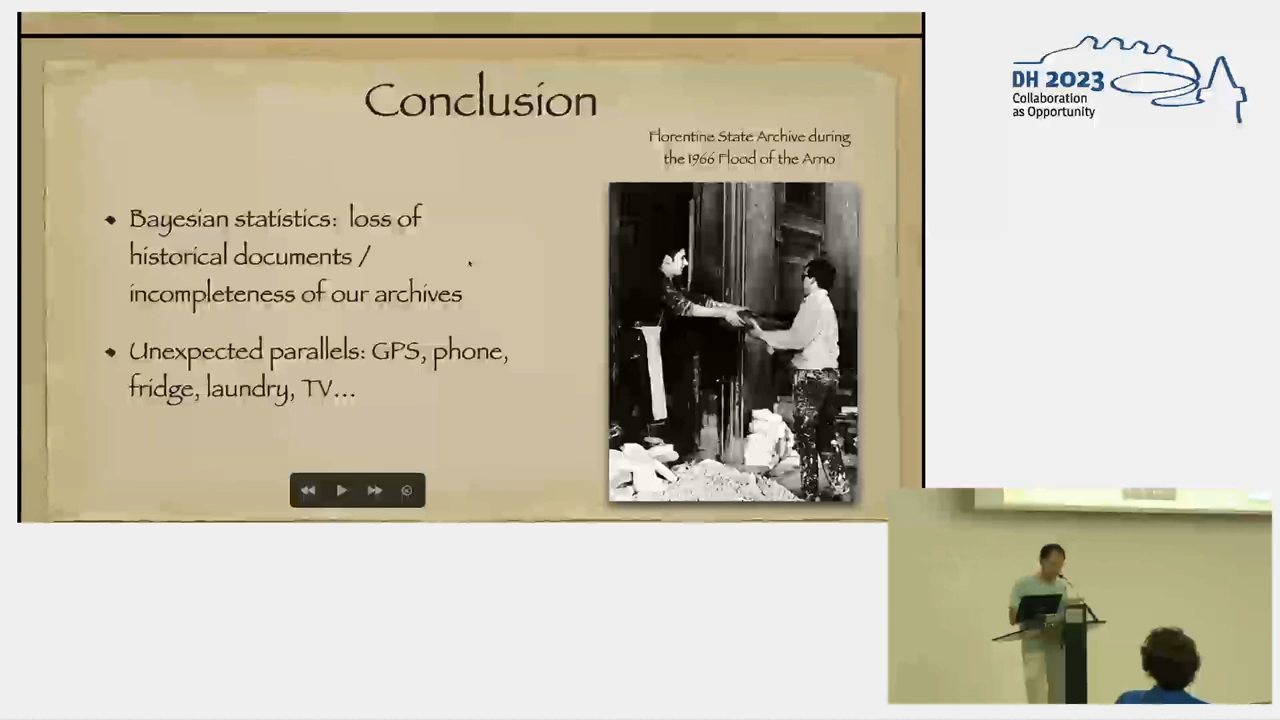 Conclusion
Florentine State Archive during
the 1966 Flood of the Arno
• Bayesian statistics: loss of
historical documents /
incompleteness of our archives
• Unexpected parallels: GPS, phone,
fridge, laundry, TV...
DH 2023
Collaboration
as Opportunity